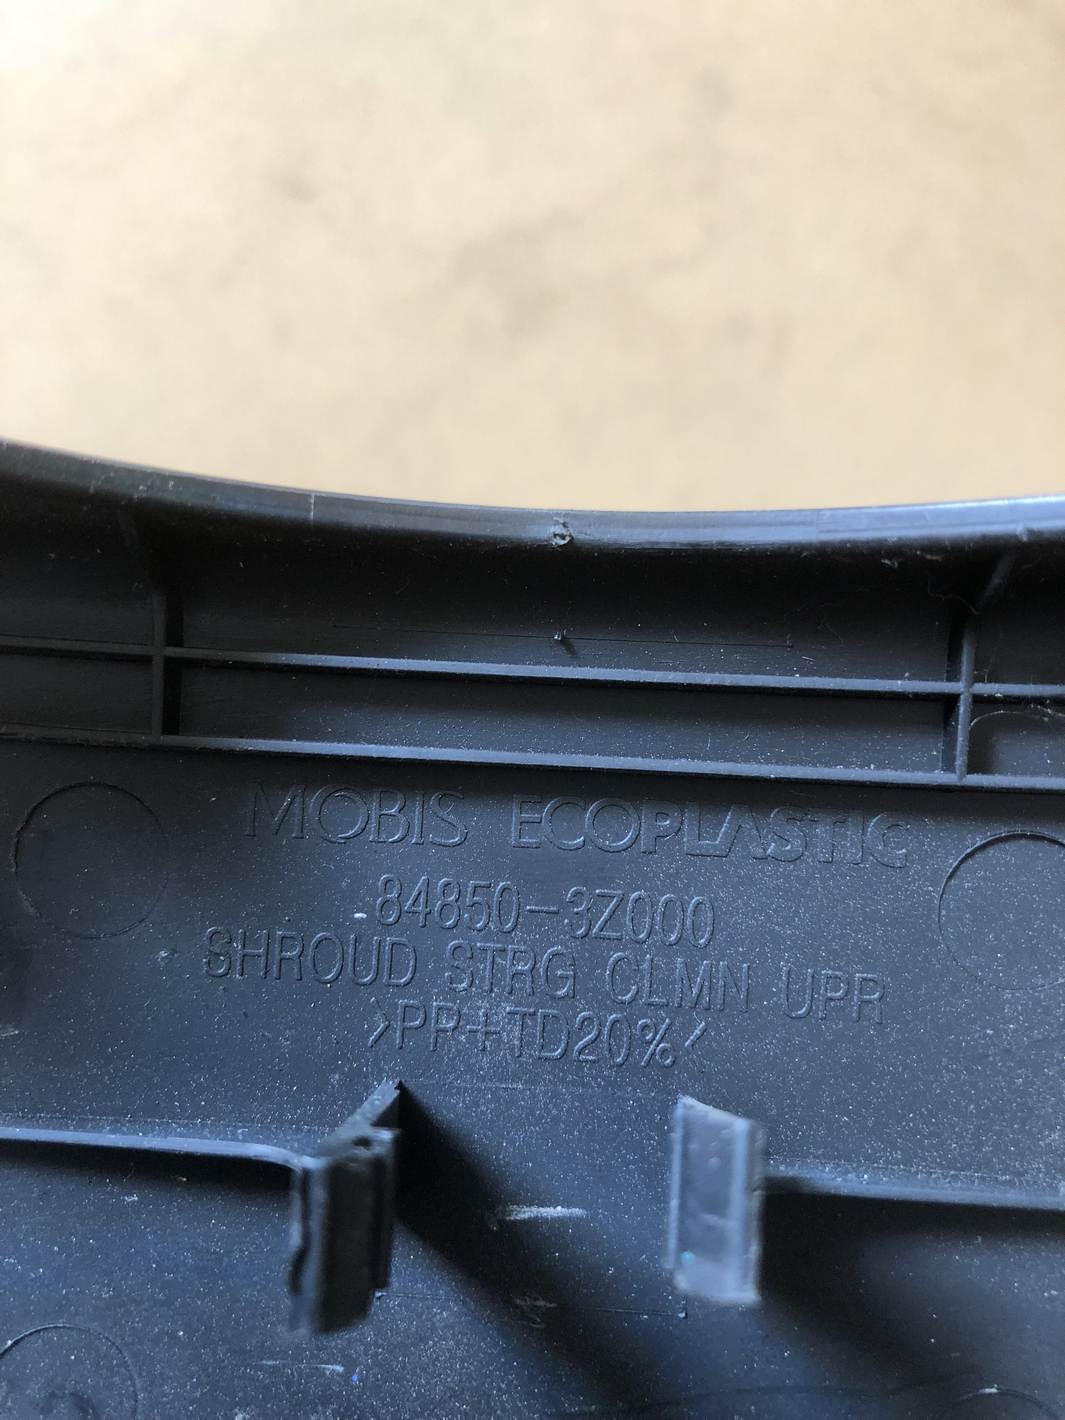 MOBIS ECOPLASTIC
84850-3Z000
SHROUD STRG CLMN UPR
>PP+TD20%<